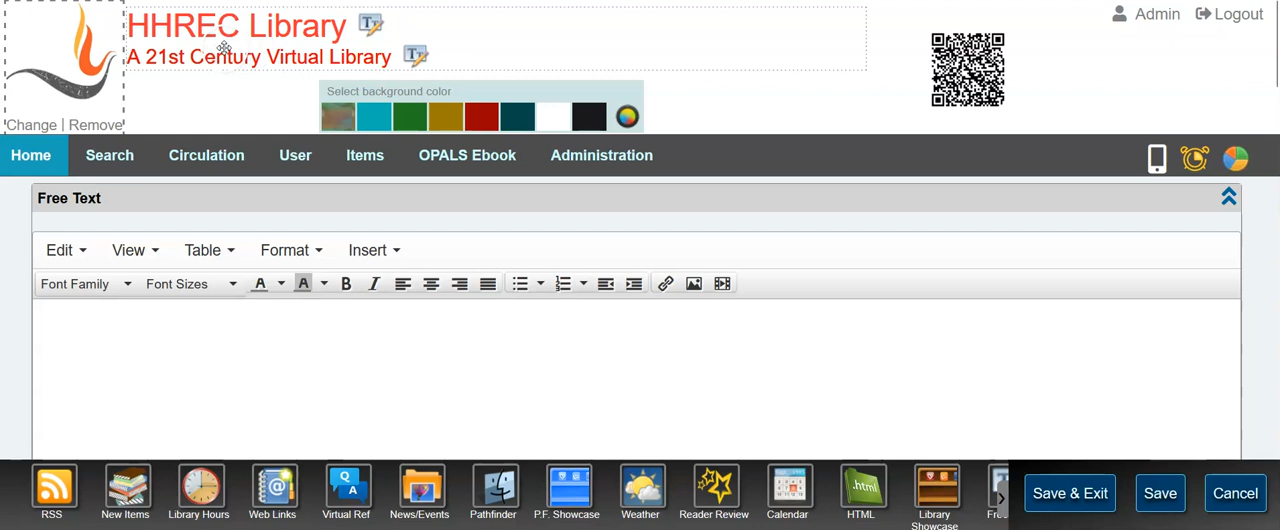 HHREC Library
A 21st Century Virtual Library
Admin Logout
Select background color
Change | Remove
Home Search Circulation User Items OPALS Ebook Administration
Free Text
Edit View Table Format Insert
Font Family Font Sizes A A B I
RSS New Items Library Hours Web Links Virtual Ref News/Events Pathfinder P.F. Showcase Weather Reader Review Calendar HTML Library Showcase
Save & Exit Save Cancel